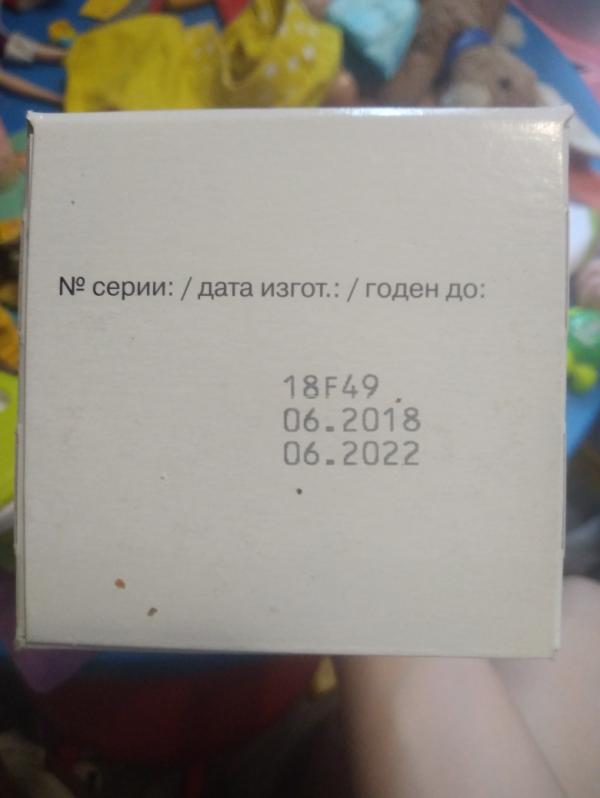 № серии: / дата изгот.: / годен до:
18F49
06.2018
06.2022